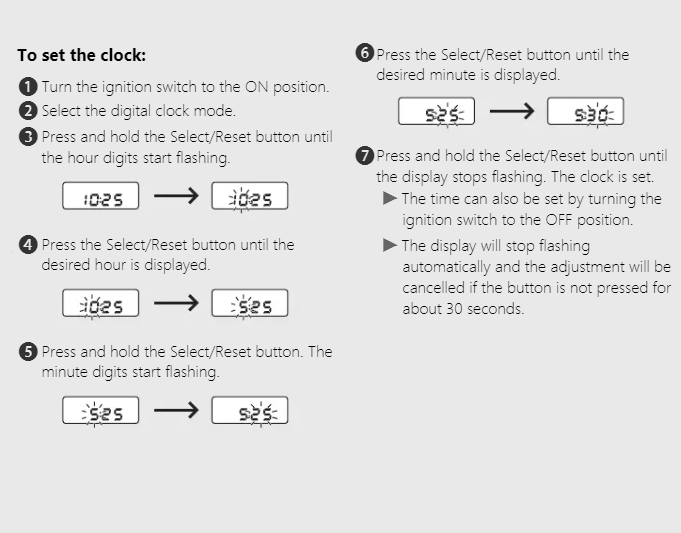 To set the clock:
1 Turn the ignition switch to the ON position.
2 Select the digital clock mode.
3 Press and hold the Select/Reset button until
the hour digits start flashing.
10:25 → 10:25
4 Press the Select/Reset button until the
desired hour is displayed.
10:25 → 5:25
5 Press and hold the Select/Reset button. The
minute digits start flashing.
5:25 → 5:25
6 Press the Select/Reset button until the
desired minute is displayed.
5:25 → 5:30
7 Press and hold the Select/Reset button until
the display stops flashing. The clock is set.
▶ The time can also be set by turning the
ignition switch to the OFF position.
▶ The display will stop flashing
automatically and the adjustment will be
cancelled if the button is not pressed for
about 30 seconds.